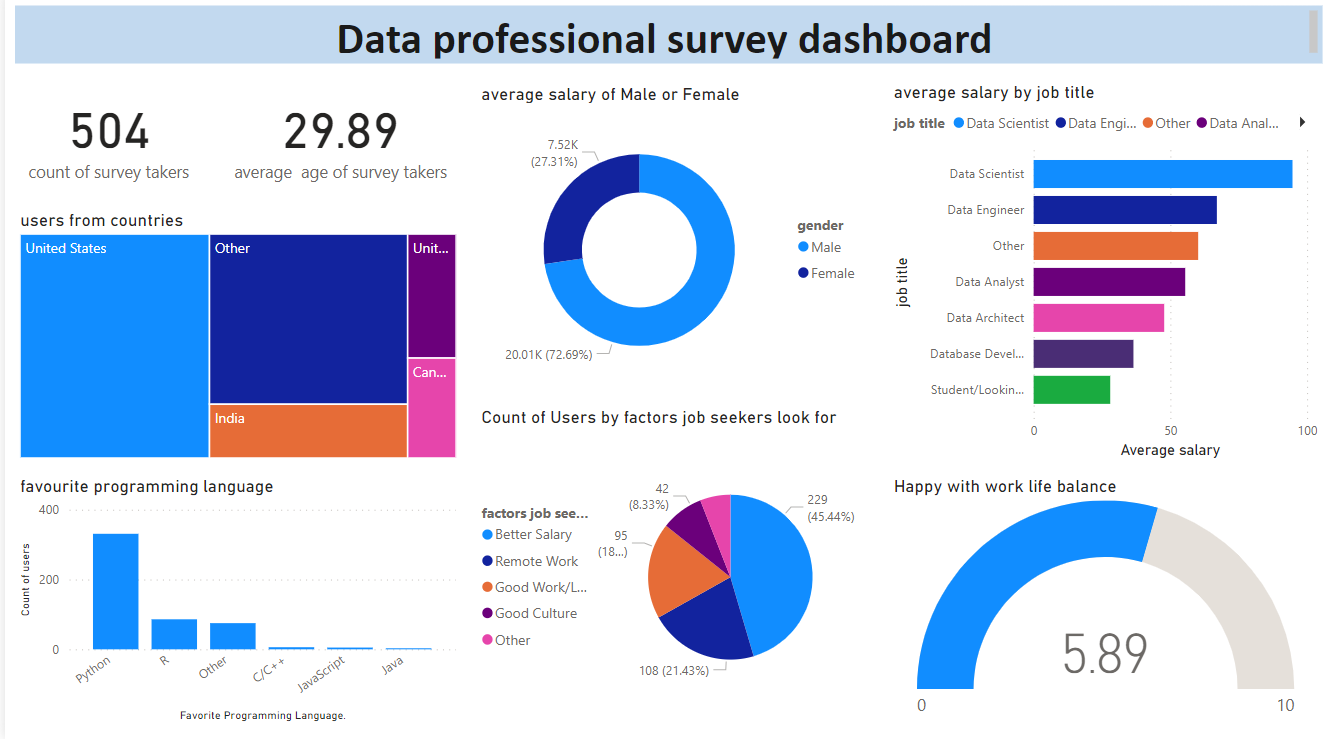 Data professional survey dashboard
504
count of survey takers
29.89
average age of survey takers
users from countries
United States
Other
India
Unit...
Can...
favourite programming language
Count of users
400
200
0
Python
R
Other
C/C++
JavaScript
Java
Favorite Programming Language.
average salary of Male or Female
7.52K
(27.31%)
20.01K (72.69%)
gender
Male
Female
Count of Users by factors job seekers look for
factors job see...
Better Salary
Remote Work
Good Work/L...
Good Culture
Other
42
(8.33%)
95
(18...)
229
(45.44%)
108 (21.43%)
average salary by job title
job title Data Scientist Data Engi... Other Data Anal...
job title
Data Scientist
Data Engineer
Other
Data Analyst
Data Architect
Database Devel...
Student/Lookin...
0 50 100
Average salary
Happy with work life balance
5.89
0 10